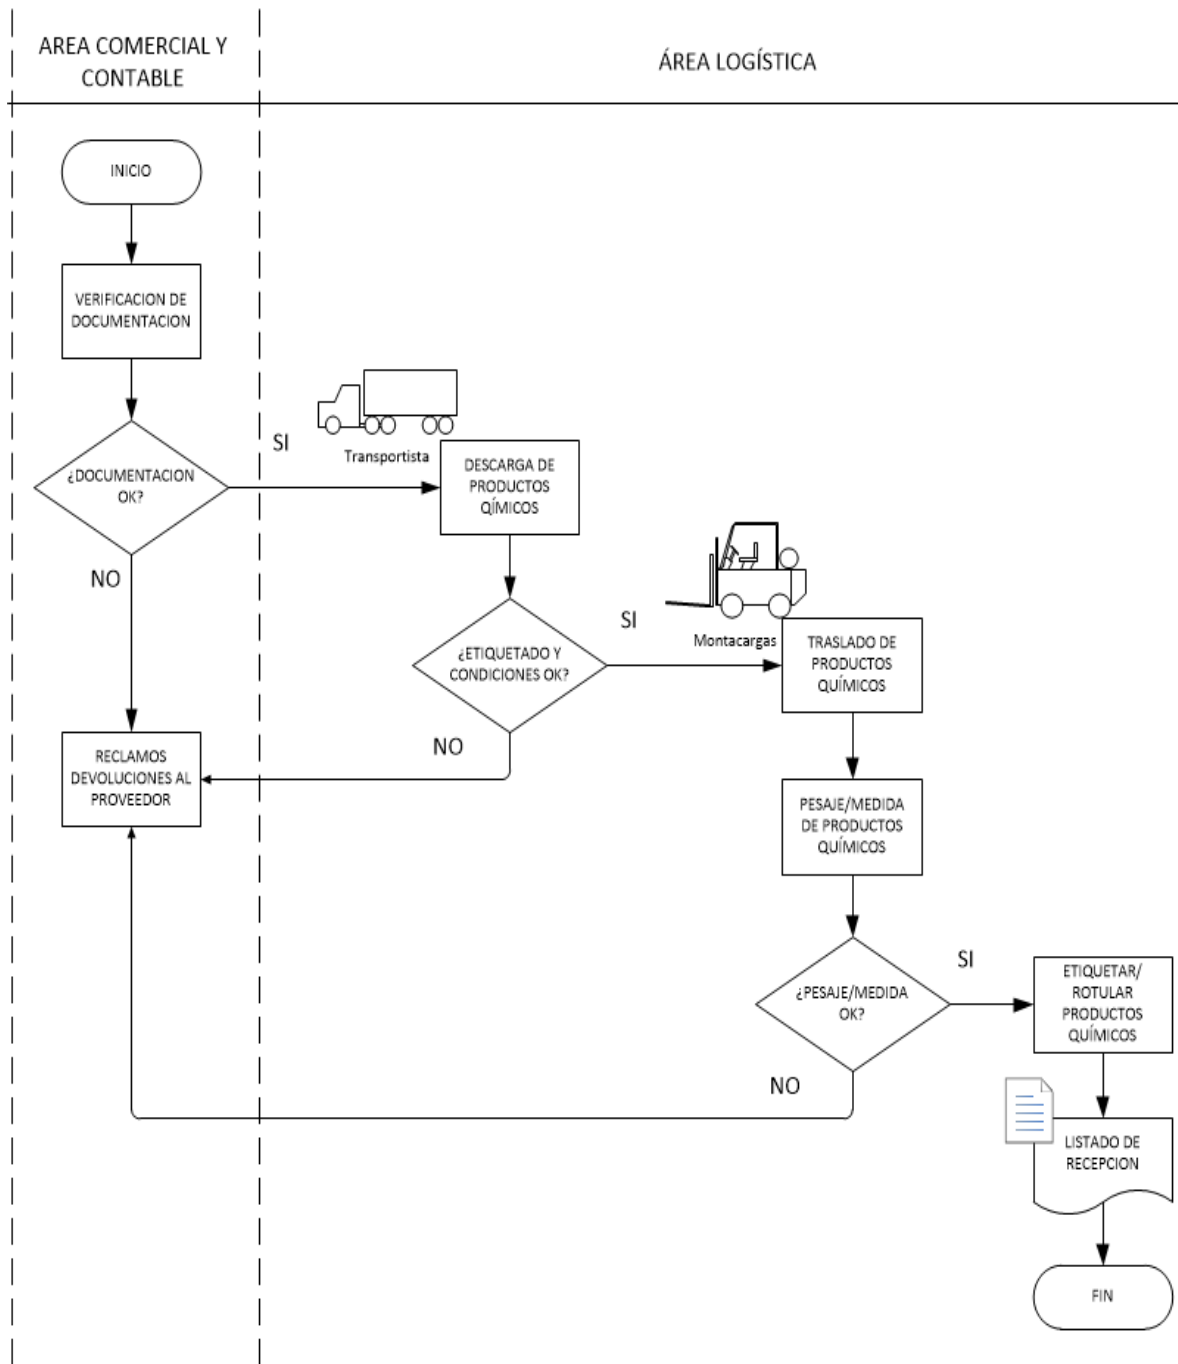 AREA COMERCIAL Y
CONTABLE
ÁREA LOGÍSTICA
INICIO
VERIFICACION DE
DOCUMENTACION
¿DOCUMENTACION
OK?
SI
NO
Transportista
DESCARGA DE
PRODUCTOS
QÍMICOS
¿ETIQUETADO Y
CONDICIONES OK?
SI
NO
Montacargas
TRASLADO DE
PRODUCTOS
QUÍMICOS
RECLAMOS
DEVOLUCIONES AL
PROVEEDOR
PESAJE/MEDIDA
DE PRODUCTOS
QUÍMICOS
¿PESAJE/MEDIDA
OK?
SI
NO
ETIQUETAR/
ROTULAR
PRODUCTOS
QUÍMICOS
LISTADO DE
RECEPCION
FIN